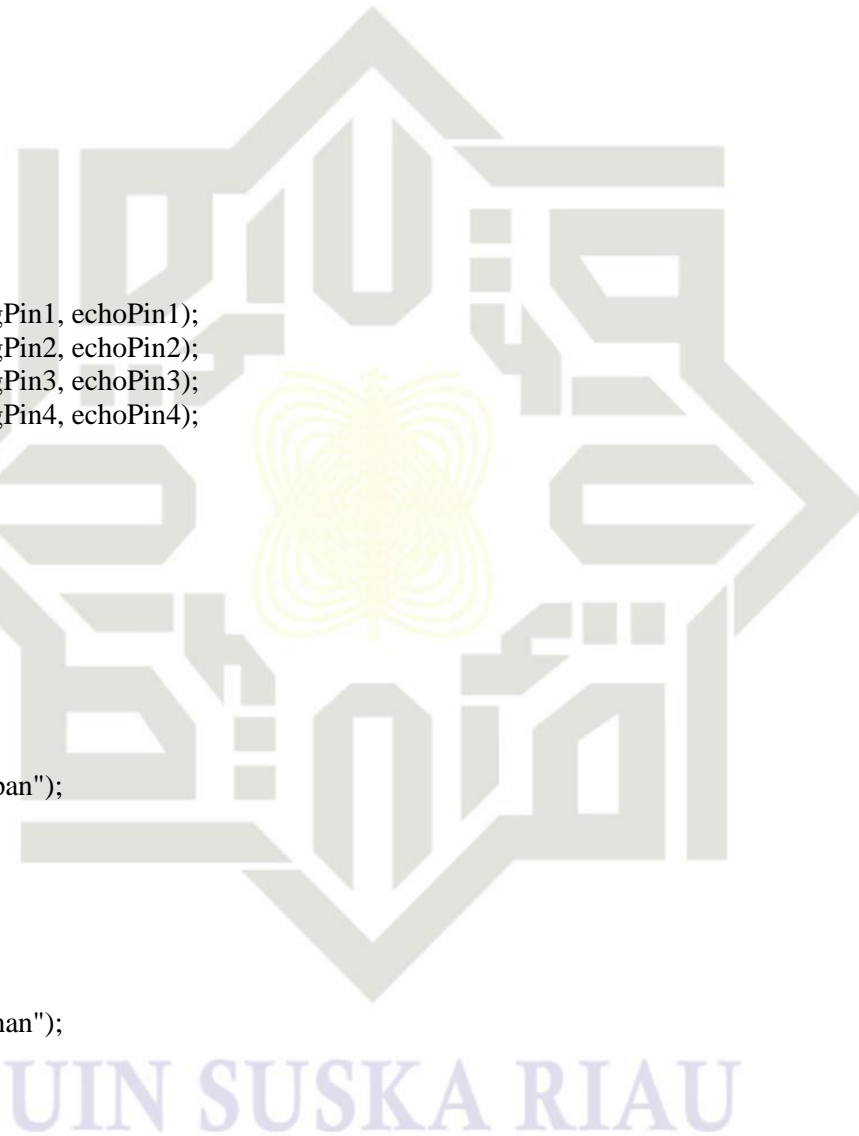 gPin1, echoPin1);
gPin2, echoPin2);
gPin3, echoPin3);
gPin4, echoPin4);
pan");
nan");
UIN SUSKA RIAU